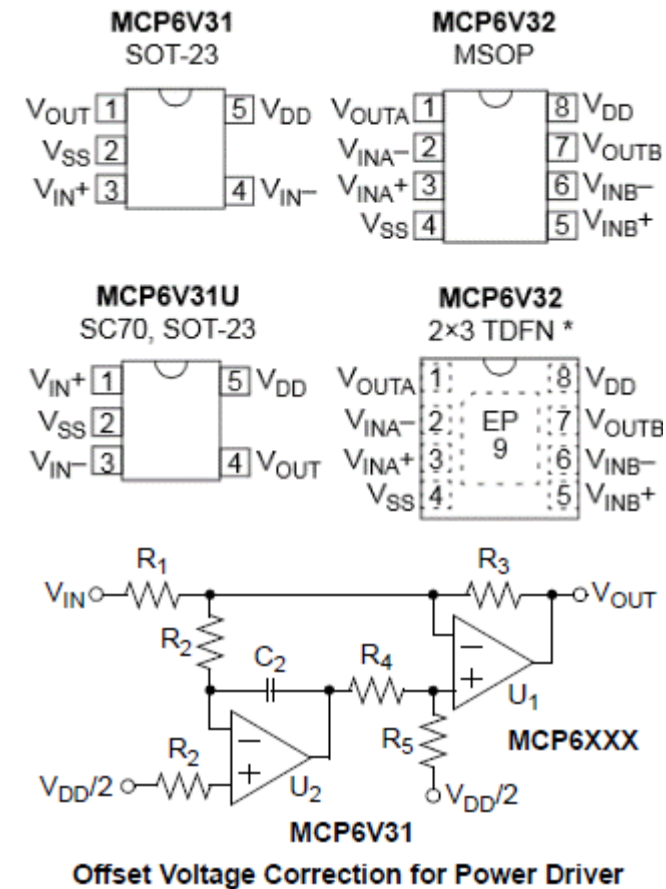 MCP6V31
SOT-23
VOUT 1 5 VDD
VSS 2
VIN+ 3 4 VIN–
MCP6V32
MSOP
VOUTA 1 8 VDD
VINA– 2 7 VOUTB
VINA+ 3 6 VINB–
VSS 4 5 VINB+
MCP6V31U
SC70, SOT-23
VIN+ 1 5 VDD
VSS 2
VIN– 3 4 VOUT
MCP6V32
2×3 TDFN *
VOUTA 1 8 VDD
VINA– 2 EP 7 VOUTB
VINA+ 3 9 6 VINB–
VSS 4 5 VINB+
R1 R3
VIN VOUT
R2 C2 R4
– +
U1
R5 MCP6XXX
– +
R2
VDD/2 U2 VDD/2
MCP6V31
Offset Voltage Correction for Power Driver